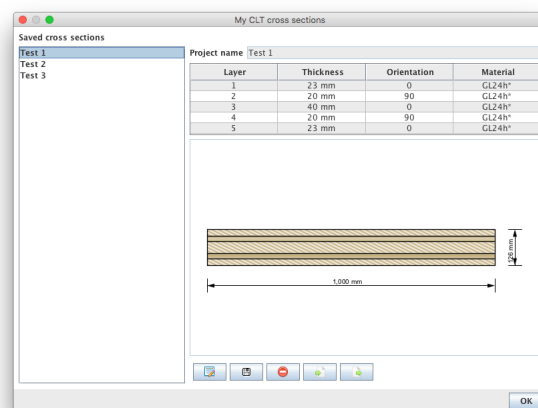 My CLT cross sections
Saved cross sections
Test 1
Test 2
Test 3
Project name Test 1
Layer Thickness Orientation Material
1 23 mm 0 GL24h*
2 20 mm 90 GL24h*
3 40 mm 0 GL24h*
4 20 mm 90 GL24h*
5 23 mm 0 GL24h*
126 mm
1,000 mm
OK